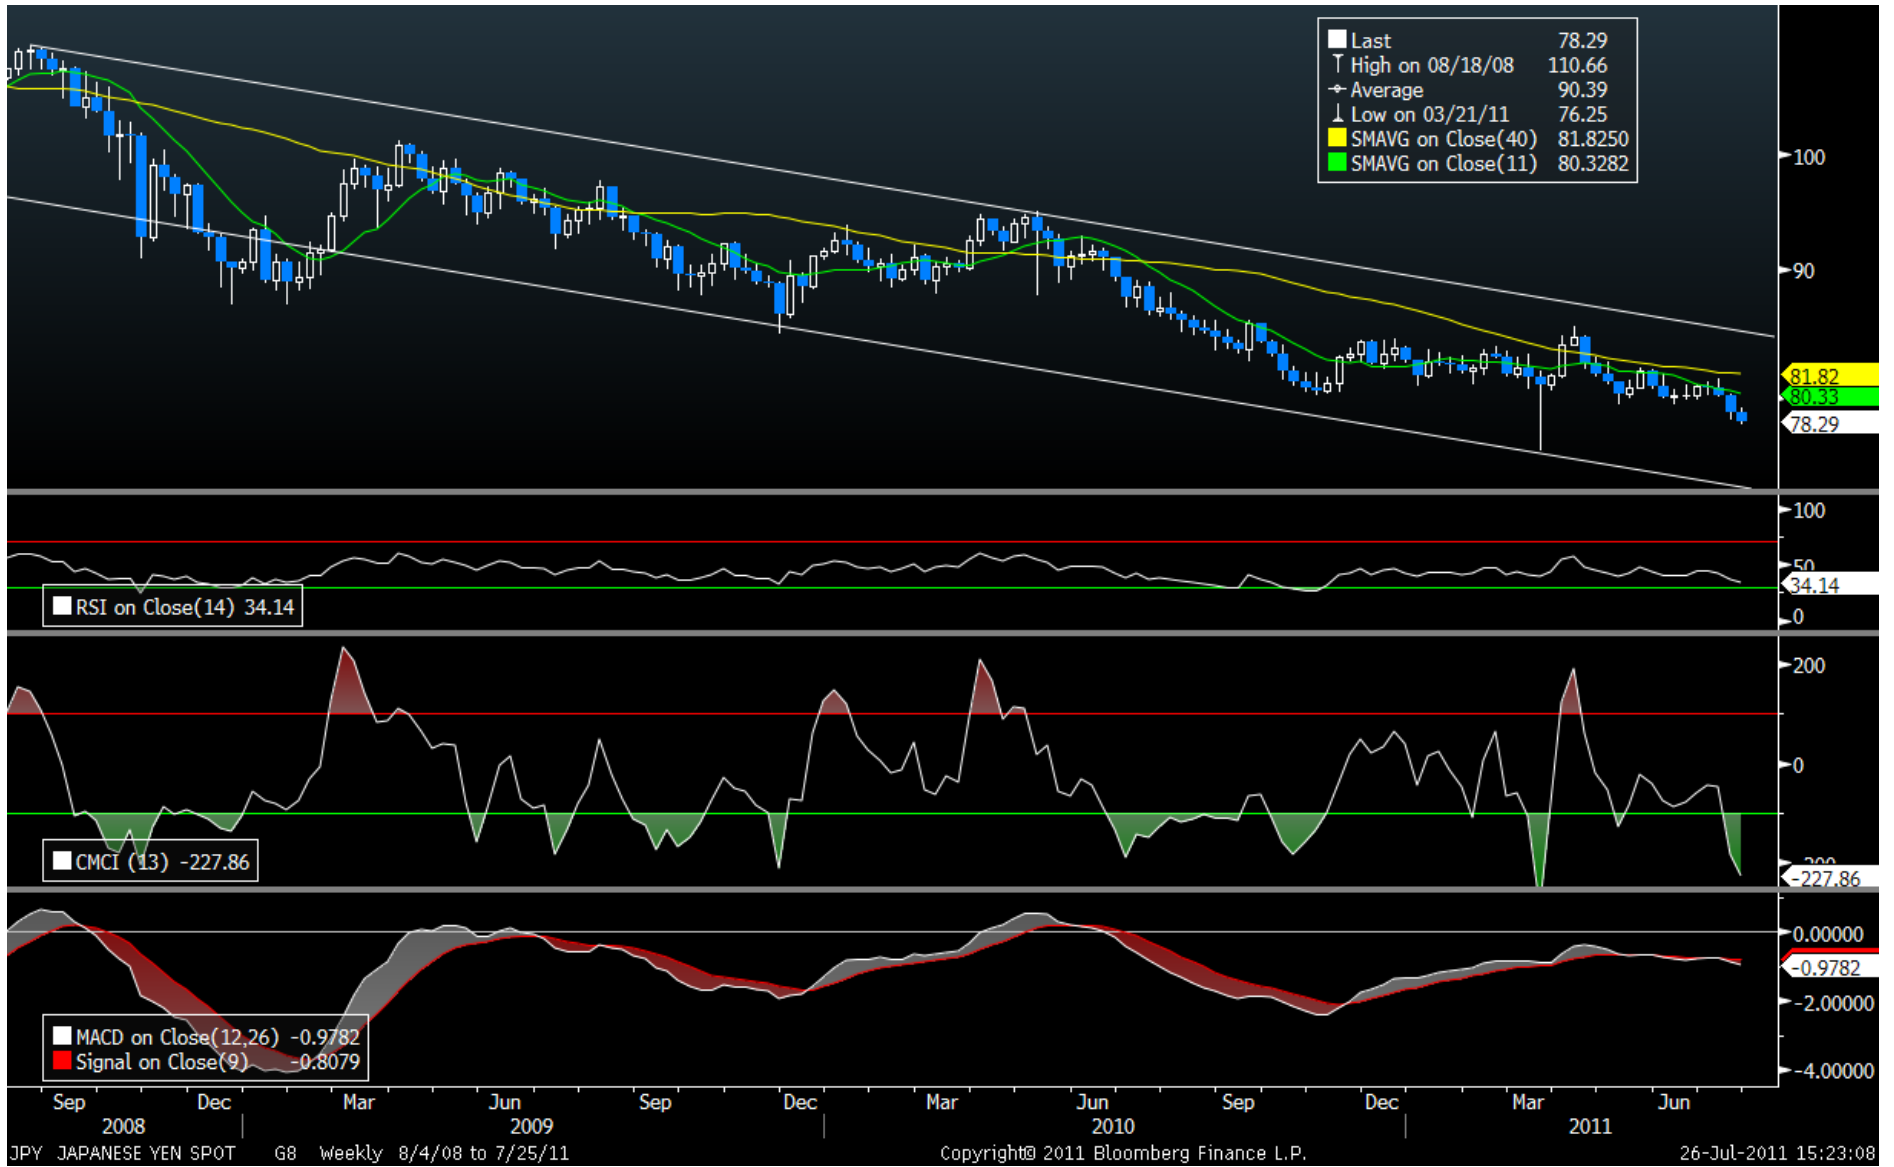 Last 78.29
High on 08/18/08 110.66
Average 90.39
Low on 03/21/11 76.25
SMAVG on Close(40) 81.8250
SMAVG on Close(11) 80.3282
100
90
81.82
80.33
78.29
100
50
34.14
0
RSI on Close(14) 34.14
200
0
-200
-227.86
CMCI (13) -227.86
0.00000
-0.9782
-2.00000
-4.00000
MACD on Close(12,26) -0.9782
Signal on Close(9) -0.8079
Sep Dec Mar Jun Sep Dec Mar Jun Sep Dec Mar Jun
2008 2009 2010 2011
JPY JAPANESE YEN SPOT G8 Weekly 8/4/08 to 7/25/11 Copyright© 2011 Bloomberg Finance L.P. 26-Jul-2011 15:23:08